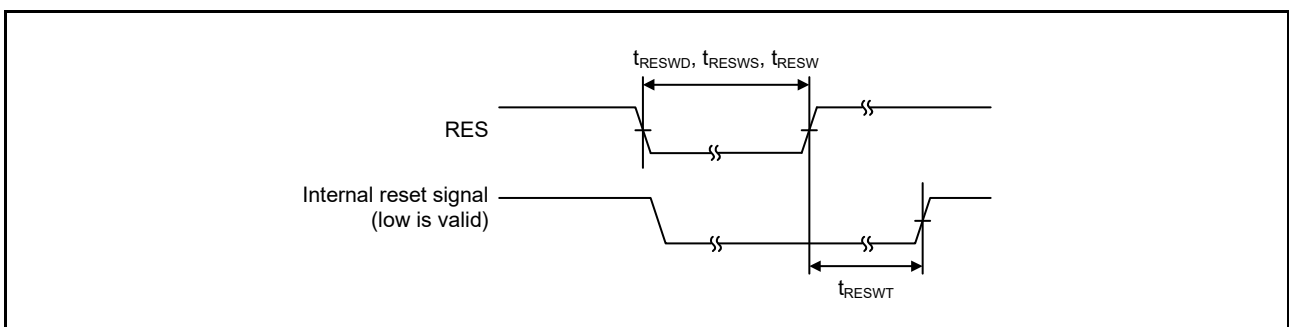 tRESWD, tRESWS, tRESW
RES
Internal reset signal
(low is valid)
tRESWT